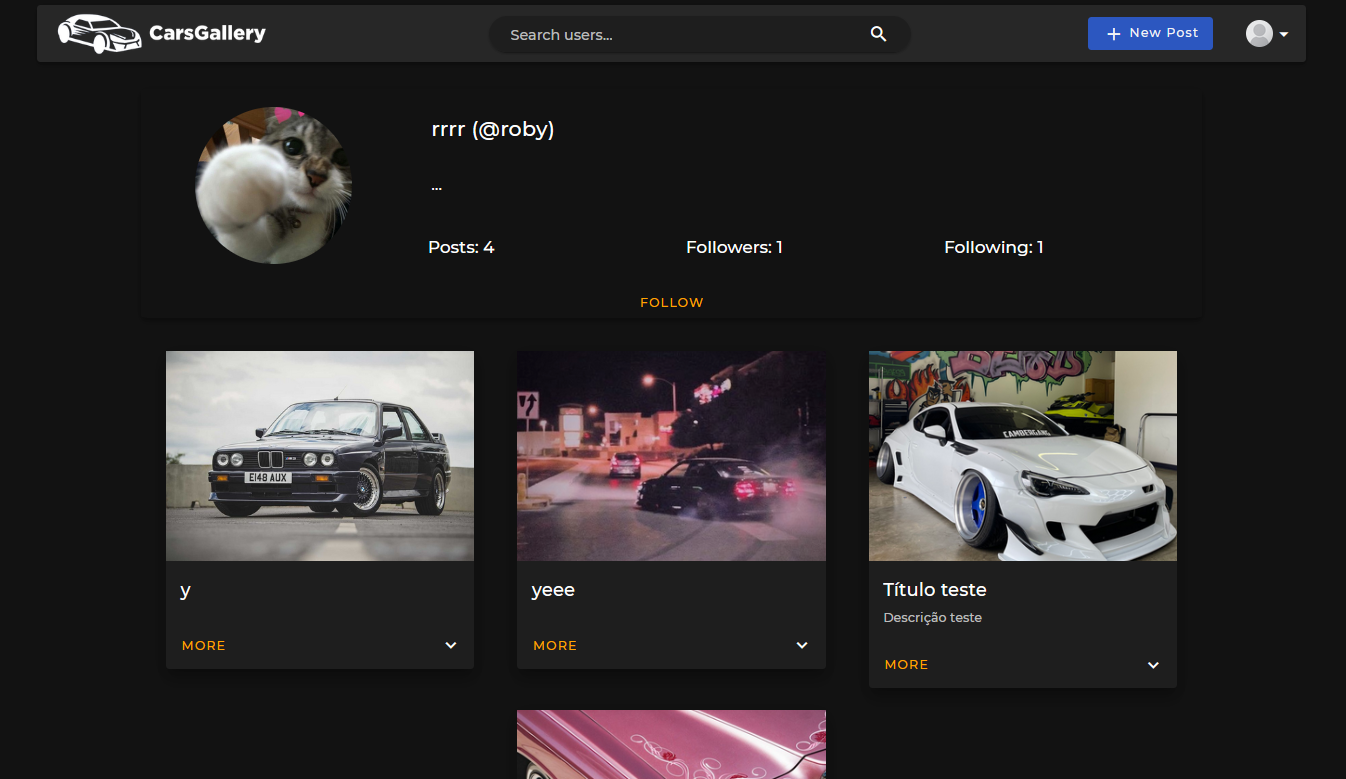 CarsGallery
Search users...
New Post
rrrr (@roby)
...
Posts: 4
Followers: 1
Following: 1
FOLLOW
E148 AUX
CAMBERGANG
y
yeee
Título teste
Descrição teste
MORE
MORE
MORE